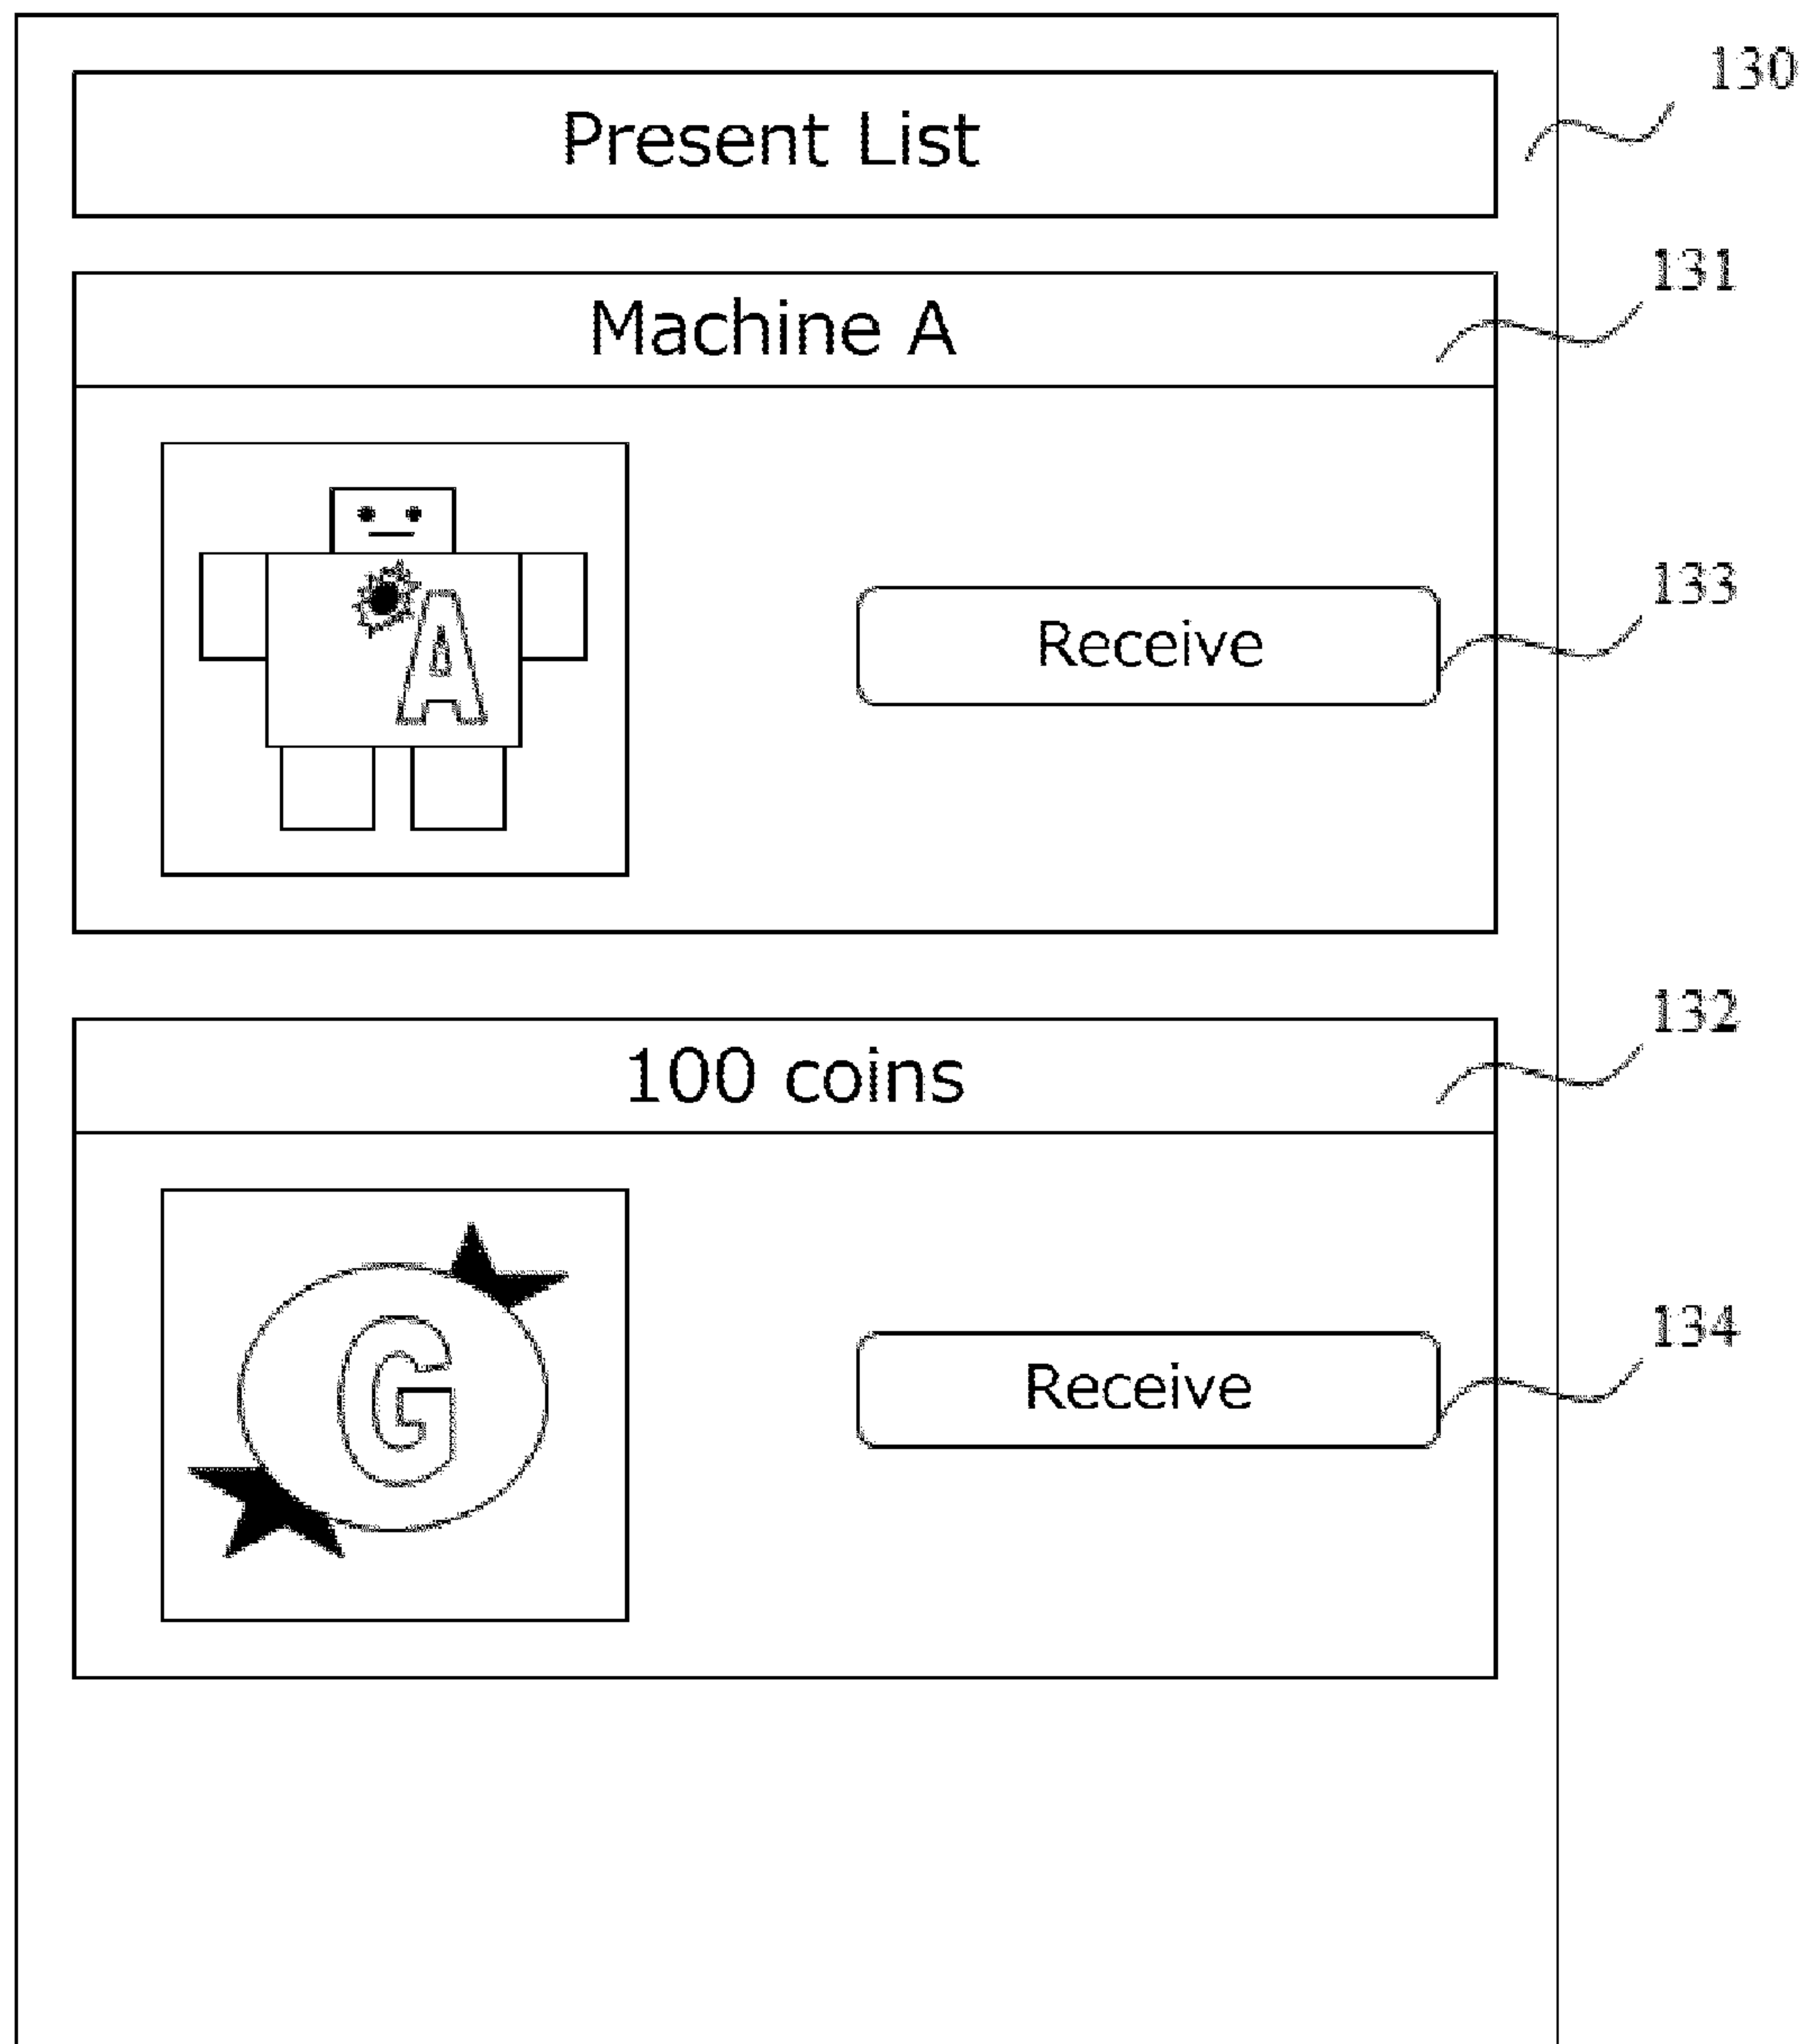 130
Present List
131
Machine A
A
133
Receive
132
100 coins
G
134
Receive